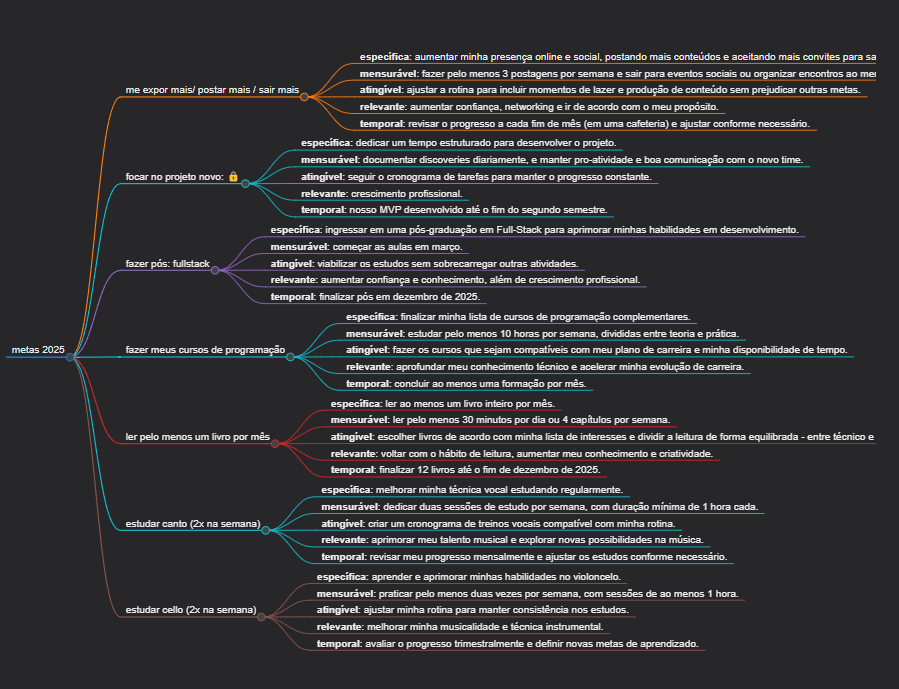 metas 2025
me expor mais/ postar mais / sair mais
específica: aumentar minha presença online e social, postando mais conteúdos e aceitando mais convites para
mensurável: fazer pelo menos 3 postagens por semana e sair para eventos sociais ou organizar encontros ao
atingível: ajustar a rotina para incluir momentos de lazer e produção de conteúdo sem prejudicar outras metas.
relevante: aumentar confiança, networking e ir de acordo com o meu propósito.
temporal: revisar o progresso a cada fim de mês (em uma cafeteria) e ajustar conforme necessário.
focar no projeto novo: 🔒
específica: dedicar um tempo estruturado para desenvolver o projeto.
mensurável: documentar discoveries diariamente, e manter pro-atividade e boa comunicação com o novo time.
atingível: seguir o cronograma de tarefas para manter o progresso constante.
relevante: crescimento profissional.
temporal: nosso MVP desenvolvido até o fim do segundo semestre.
fazer pós: fullstack
específica: ingressar em uma pós-graduação em Full-Stack para aprimorar minhas habilidades em desenvolvimento.
mensurável: começar as aulas em março.
atingível: viabilizar os estudos sem sobrecarregar outras atividades.
relevante: aumentar confiança e conhecimento, além de crescimento profissional.
temporal: finalizar pós em dezembro de 2025.
fazer meus cursos de programação
específica: finalizar minha lista de cursos de programação complementares.
mensurável: estudar pelo menos 10 horas por semana, divididas entre teoria e prática.
atingível: fazer os cursos que sejam compatíveis com meu plano de carreira e minha disponibilidade de tempo.
relevante: aprofundar meu conhecimento técnico e acelerar minha evolução de carreira.
temporal: concluir ao menos uma formação por mês.
ler pelo menos um livro por mês
específica: ler ao menos um livro inteiro por mês.
mensurável: ler pelo menos 30 minutos por dia ou 4 capítulos por semana.
atingível: escolher livros de acordo com minha lista de interesses e dividir a leitura de forma equilibrada - entre técnico e
relevante: voltar com o hábito de leitura, aumentar meu conhecimento e criatividade.
temporal: finalizar 12 livros até o fim de dezembro de 2025.
estudar canto (2x na semana)
específica: melhorar minha técnica vocal estudando regularmente.
mensurável: dedicar duas sessões de estudo por semana, com duração mínima de 1 hora cada.
atingível: criar um cronograma de treinos vocais compatível com minha rotina.
relevante: aprimorar meu talento musical e explorar novas possibilidades na música.
temporal: revisar meu progresso mensalmente e ajustar os estudos conforme necessário.
estudar cello (2x na semana)
específica: aprender e aprimorar minhas habilidades no violoncelo.
mensurável: praticar pelo menos duas vezes por semana, com sessões de ao menos 1 hora.
atingível: ajustar minha rotina para manter consistência nos estudos.
relevante: melhorar minha musicalidade e técnica instrumental.
temporal: avaliar o progresso trimestralmente e definir novas metas de aprendizado.